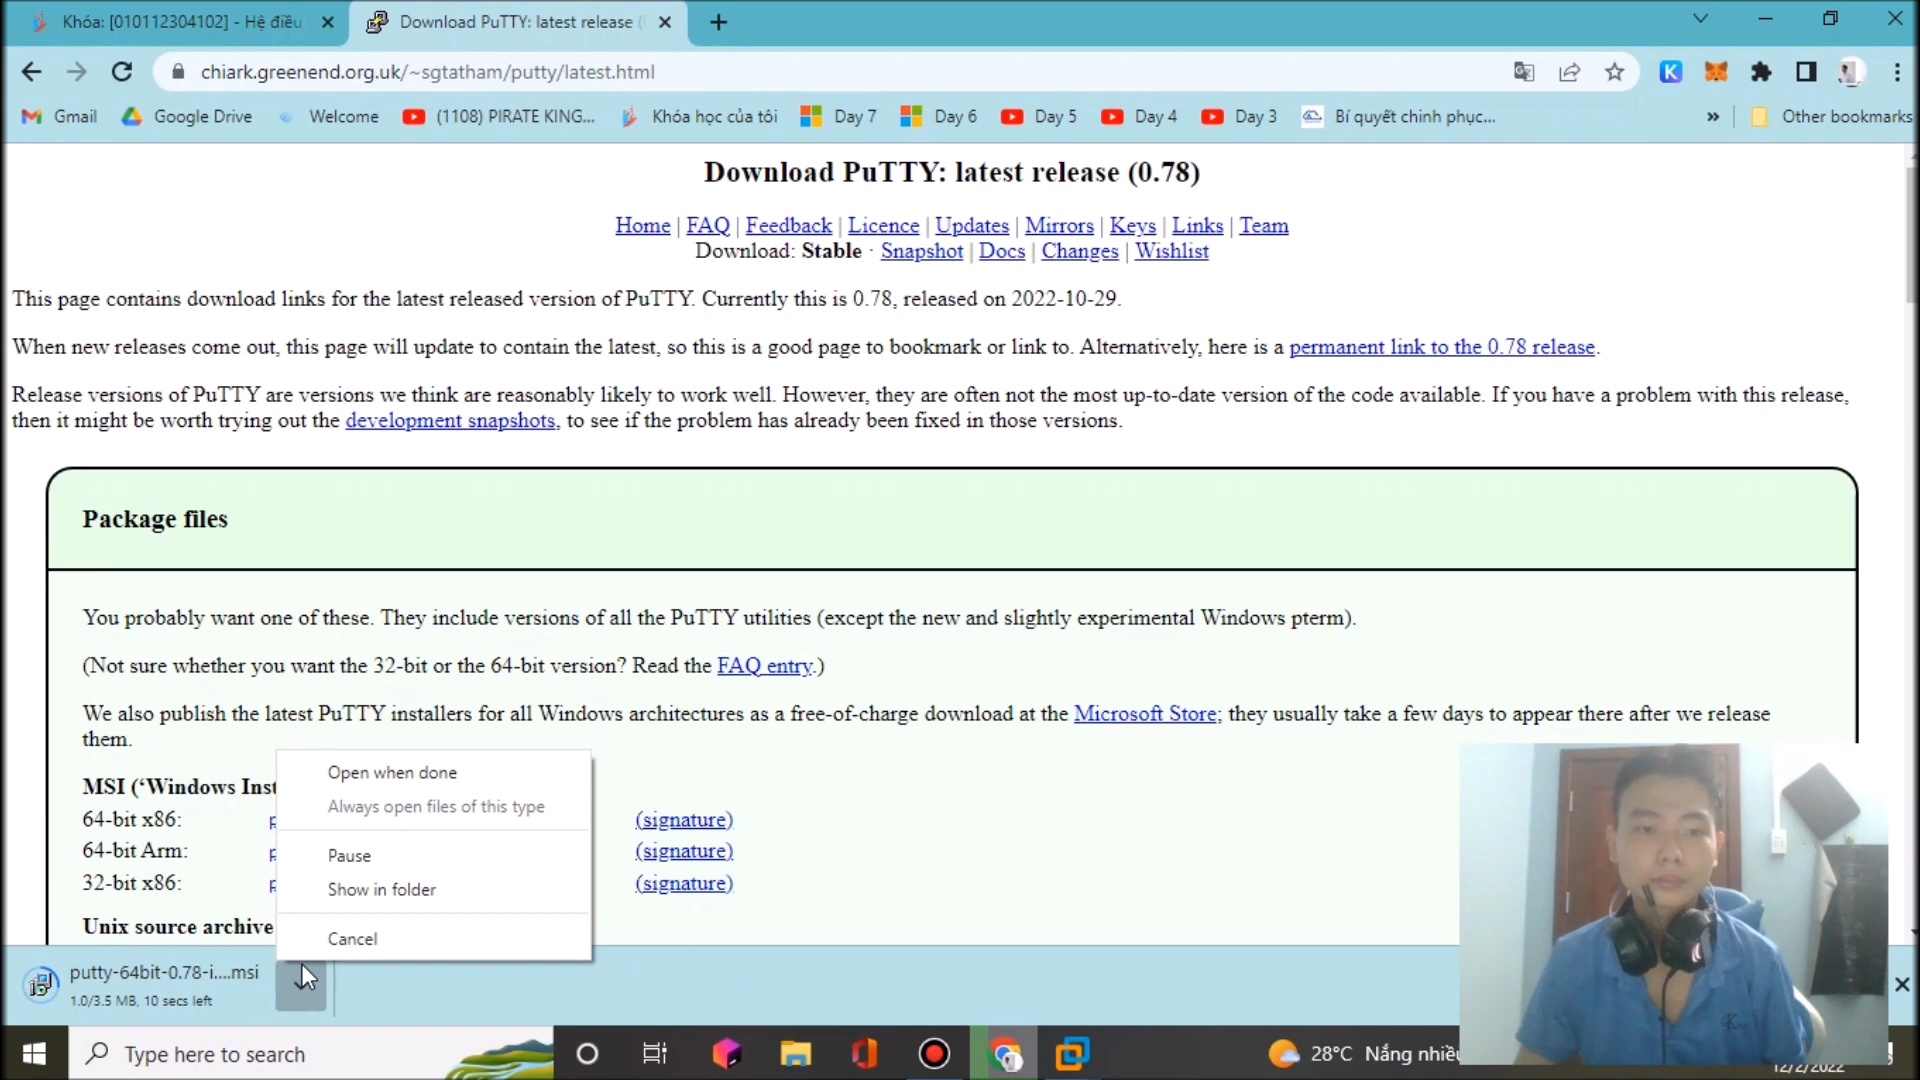 Khóa: [010112304102] - Hệ điều
Download PuTTY: latest release (
chiark.greenend.org.uk/~sgtatham/putty/latest.html
Gmail
Google Drive
Welcome
(1108) PIRATE KING...
Khóa học của tôi
Day 7
Day 6
Day 5
Day 4
Day 3
Bí quyết chinh phục...
»
Other bookmarks
Download PuTTY: latest release (0.78)
Home | FAQ | Feedback | Licence | Updates | Mirrors | Keys | Links | Team
Download: Stable · Snapshot | Docs | Changes | Wishlist
This page contains download links for the latest released version of PuTTY. Currently this is 0.78, released on 2022-10-29.
When new releases come out, this page will update to contain the latest, so this is a good page to bookmark or link to. Alternatively, here is a permanent link to the 0.78 release.
Release versions of PuTTY are versions we think are reasonably likely to work well. However, they are often not the most up-to-date version of the code available. If you have a problem with this release,
then it might be worth trying out the development snapshots, to see if the problem has already been fixed in those versions.
Package files
You probably want one of these. They include versions of all the PuTTY utilities (except the new and slightly experimental Windows pterm).
(Not sure whether you want the 32-bit or the 64-bit version? Read the FAQ entry.)
We also publish the latest PuTTY installers for all Windows architectures as a free-of-charge download at the Microsoft Store; they usually take a few days to appear there after we release
them.
MSI (‘Windows Inst
64-bit x86:
(signature)
64-bit Arm:
(signature)
32-bit x86:
(signature)
Unix source archive
Open when done
Always open files of this type
Pause
Show in folder
Cancel
putty-64bit-0.78-i....msi
1.0/3.5 MB, 10 secs left
Type here to search
28°C Nắng nhiều
12/2/2022